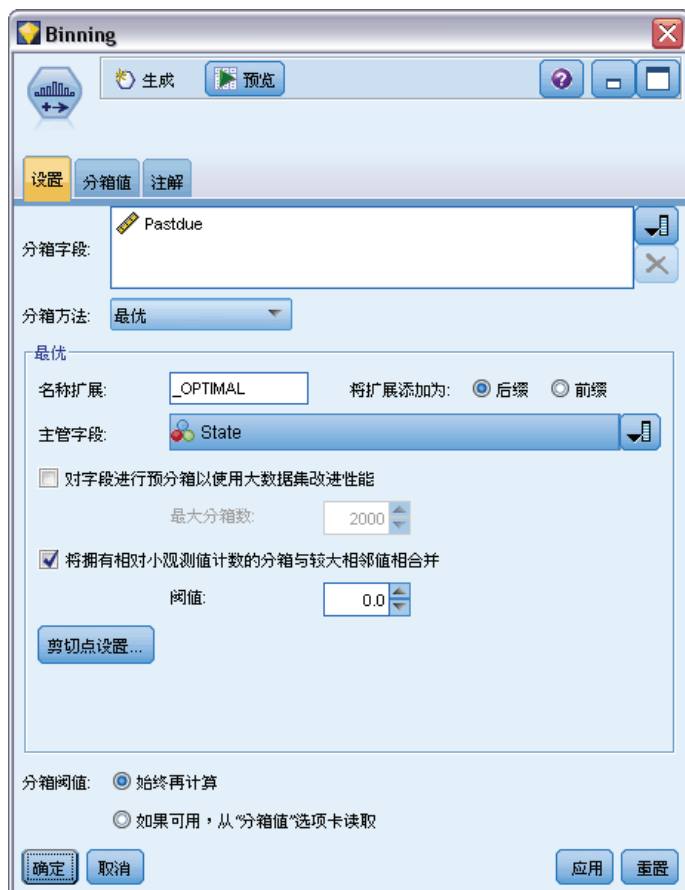 Binning
生成 预览
设置 分箱值 注解
分箱字段: Pastdue
分箱方法: 最优
最优
名称扩展: _OPTIMAL 将扩展添加为: 后缀 前缀
主管字段: State
对字段进行预分箱以使用大数据集改进性能
最大分箱数: 2000
将拥有相对小观测值计数的分箱与较大相邻值相合并
阈值: 0.0
剪切点设置...
分箱阈值: 始终再计算
如果可用，从“分箱值”选项卡读取
确定 取消 应用 重置